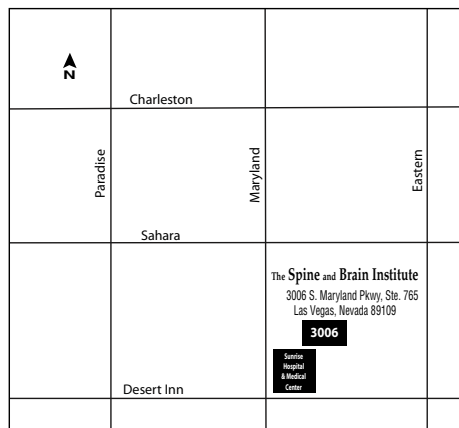 N
Charleston
Paradise
Maryland
Eastern
Sahara
The Spine and Brain Institute
3006 S. Maryland Pkwy, Ste. 765
Las Vegas, Nevada 89109
3006
Sunrise
Hospital
& Medical
Center
Desert Inn